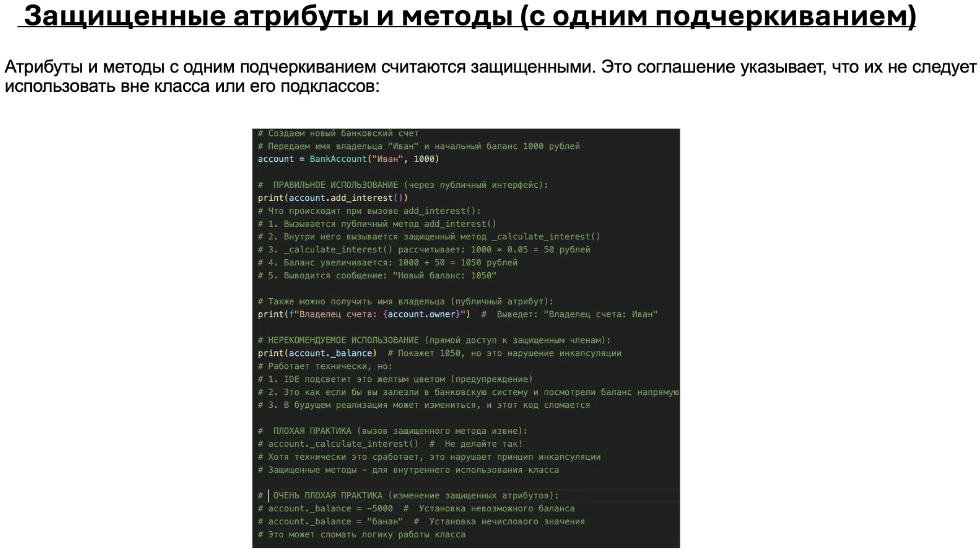 Защищенные атрибуты и методы (с одним подчеркиванием)
Атрибуты и методы с одним подчеркиванием считаются защищенными. Это соглашение указывает, что их не следует
использовать вне класса или его подклассов:
# Создаем новый банковский счет
# Передаем имя владельца "Иван" и начальный баланс 1000 рублей
account = BankAccount("Иван", 1000)
#  ПРАВИЛЬНОЕ ИСПОЛЬЗОВАНИЕ (через публичный интерфейс):
print(account.add_interest())
# Что происходит при вызове add_interest():
# 1. Вызывается публичный метод add_interest()
# 2. Внутри него вызывается защищенный метод _calculate_interest()
# 3. _calculate_interest() рассчитывает: 1000 * 0.05 = 50 рублей
# 4. Баланс увеличивается: 1000 + 50 = 1050 рублей
# 5. Выводится сообщение: "Новый баланс: 1050"
# Также можно получить имя владельца (публичный атрибут):
print(f"Владелец счета: {account.owner}")  #  Выведет: "Владелец счета: Иван"
# НЕРЕКОМЕНДУЕМОЕ ИСПОЛЬЗОВАНИЕ (прямой доступ к защищенным членам):
print(account._balance)  # Покажет 1050, но это нарушение инкапсуляции
# Работает технически, но:
# 1. IDE подсветит это желтым цветом (предупреждение)
# 2. Это как если бы вы залезли в банковскую систему и посмотрели баланс напрямую
# 3. В будущем реализация может измениться, и этот код сломается
#  ПЛОХАЯ ПРАКТИКА (вызов защищенного метода извне):
# account._calculate_interest()  #  Не делайте так!
# Хотя технически это сработает, это нарушает принцип инкапсуляции
# Защищенные методы - для внутреннего использования класса
#  ОЧЕНЬ ПЛОХАЯ ПРАКТИКА (изменение защищенных атрибутов):
# account._balance = -5000  #  Установка невозможного баланса
# account._balance = "банан"  #  Установка нечислового значения
# Это может сломать логику работы класса